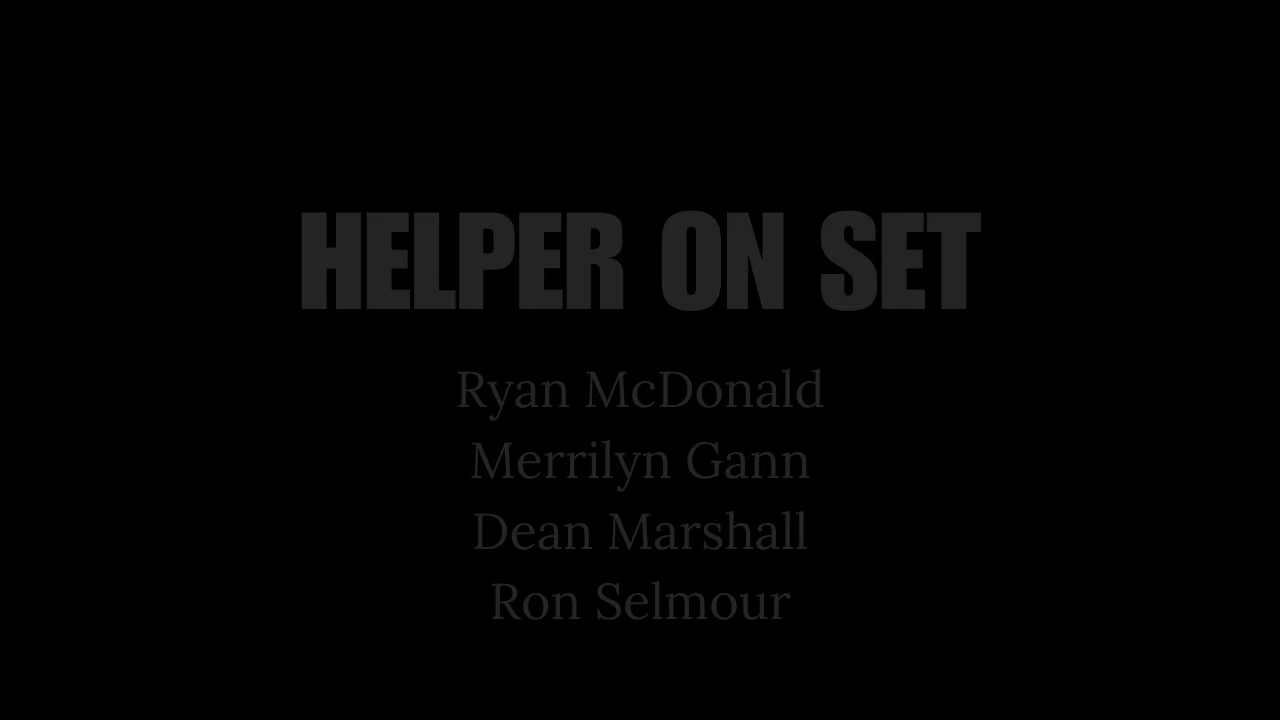 HELPER ON SET
Ryan McDonald
Merrilyn Gann
Dean Marshall
Ron Selmour